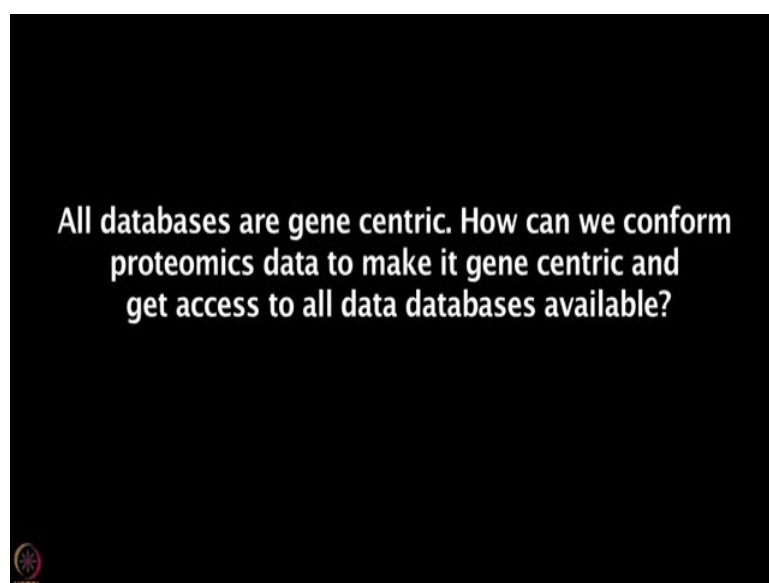 All databases are gene centric. How can we conform
proteomics data to make it gene centric and
get access to all data databases available?